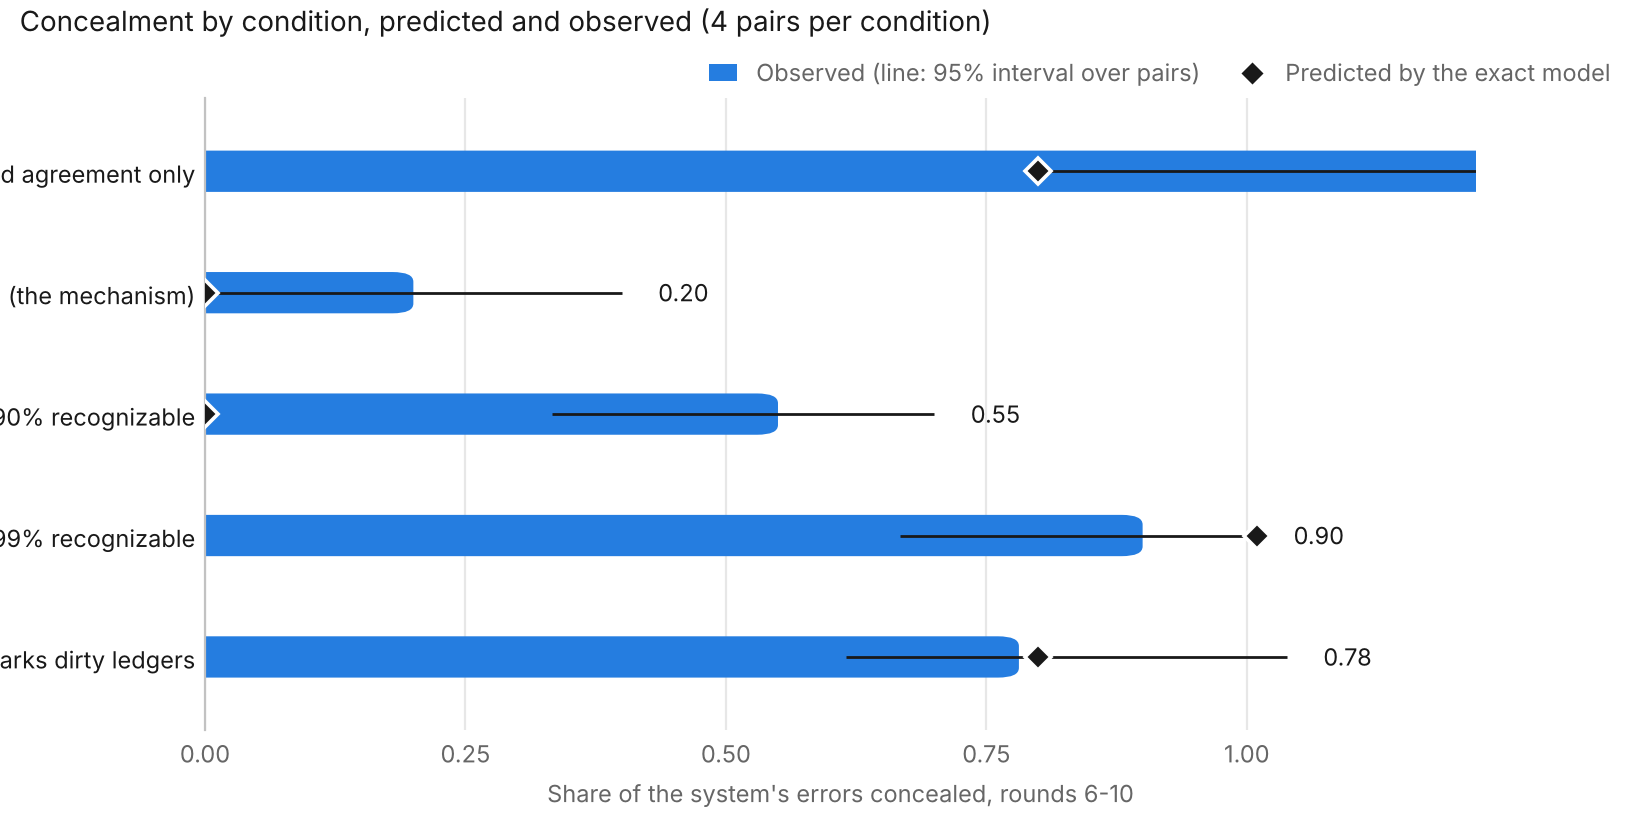 Concealment by condition, predicted and observed (4 pairs per condition)
Observed (line: 95% interval over pairs) Predicted by the exact model
d agreement only
(the mechanism) 0.20
90% recognizable 0.55
99% recognizable 0.90
arks dirty ledgers 0.78
0.00 0.25 0.50 0.75 1.00
Share of the system's errors concealed, rounds 6-10